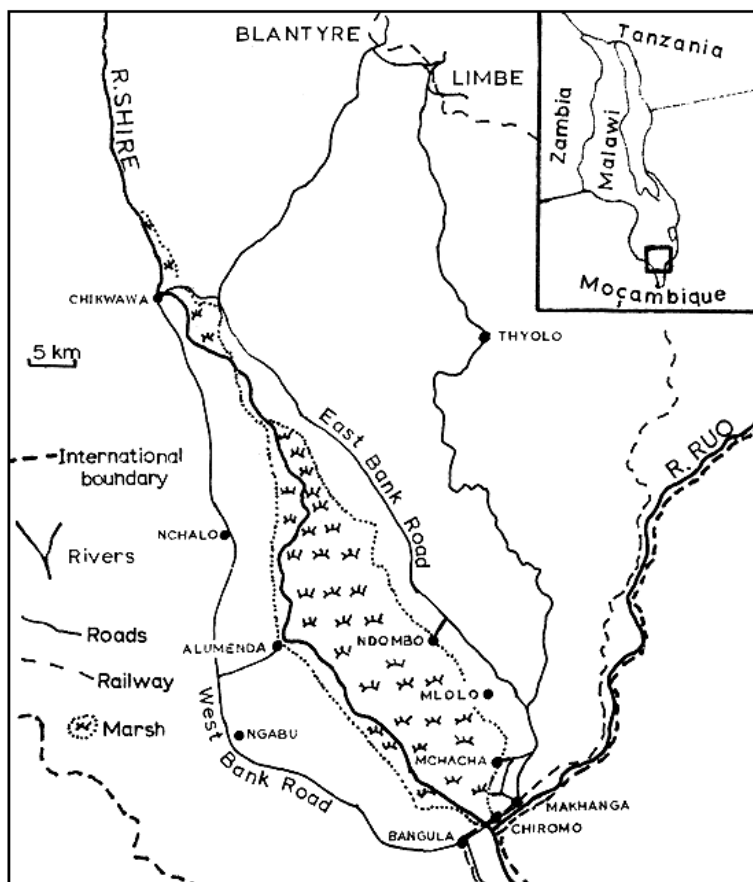 BLANTYRE
LIMBE
R. SHIRE
Tanzania
Zambia
Malawi
Moçambique
CHIKWAWA
THYOLO
5 km
East Bank Road
R. RUO
International
boundary
NCHALO
Rivers
Roads
ALUMENDA
NDOMBO
Railway
MLOLO
Marsh
NGABU
West Bank Road
MCHACHA
MAKHANGA
CHIROMO
BANGULA